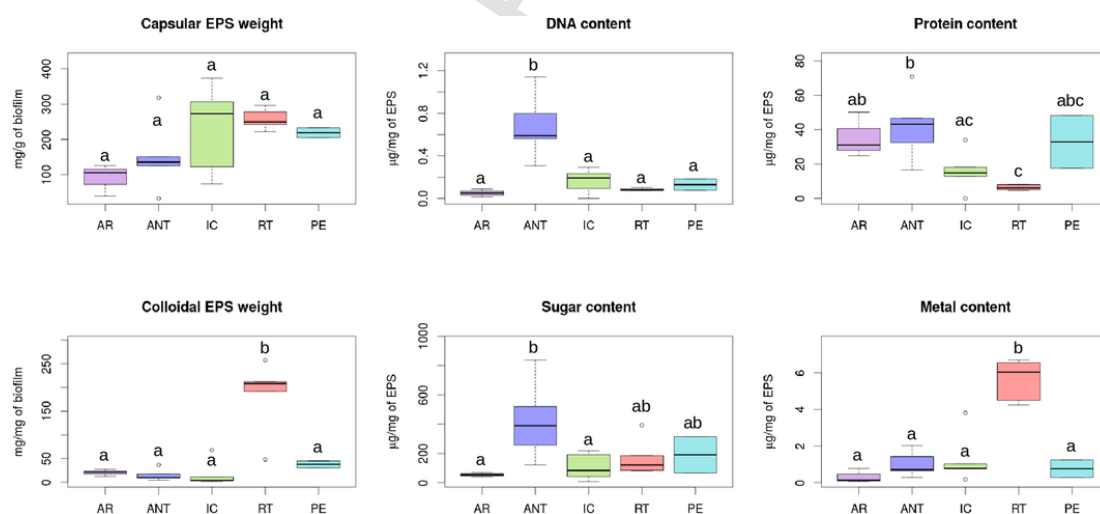 Capsular EPS weight
DNA content
Protein content
mg/g of biofilm
100 200 300 400
a a a a a
AR ANT IC RT PE
µg/mg of EPS
0.0 0.4 0.8 1.2
a b a a a
AR ANT IC RT PE
µg/mg of EPS
0 20 40 60 80
ab b ac c abc
AR ANT IC RT PE
Colloidal EPS weight
Sugar content
Metal content
mg/mg of biofilm
0 50 150 250
a a a b a
AR ANT IC RT PE
µg/mg of EPS
0 200 600 1000
a b a ab ab
AR ANT IC RT PE
µg/mg of EPS
0 2 4 6
a a a b a
AR ANT IC RT PE